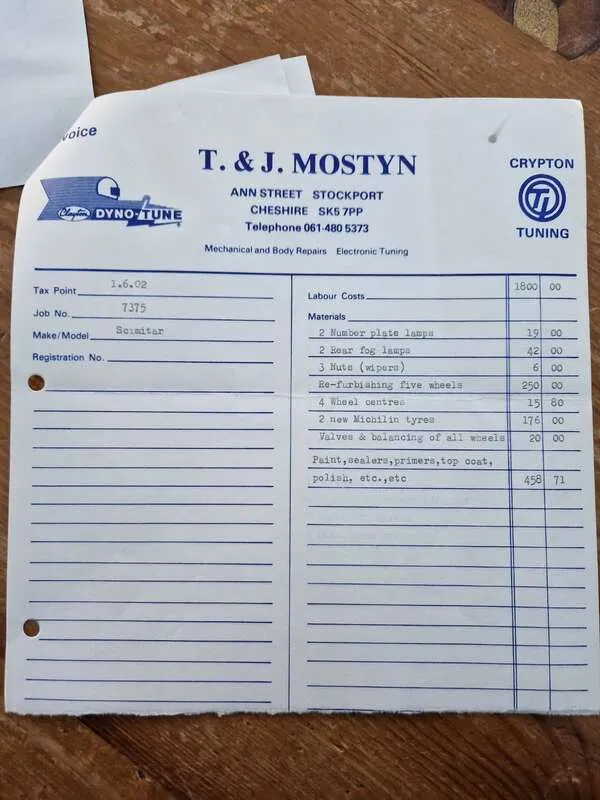 voice
T. & J. MOSTYN
ANN STREET STOCKPORT
CHESHIRE SK5 7PP
Telephone 061-480 5373
Mechanical and Body Repairs Electronic Tuning
Clayton DYNO-TUNE
CRYPTON
TUNING
Tax Point 1.6.02
Job No. 7375
Make/Model Scimitar
Registration No.
Labour Costs 1800 00
Materials
2 Number plate lamps 19 00
2 Rear fog lamps 42 00
3 Nuts (wipers) 6 00
Re-furbishing five wheels 250 00
4 Wheel centres 15 80
2 new Michilin tyres 176 00
Valves & balancing of all wheels 20 00
Paint,sealers,primers,top coat,
polish, etc.,etc 458 71